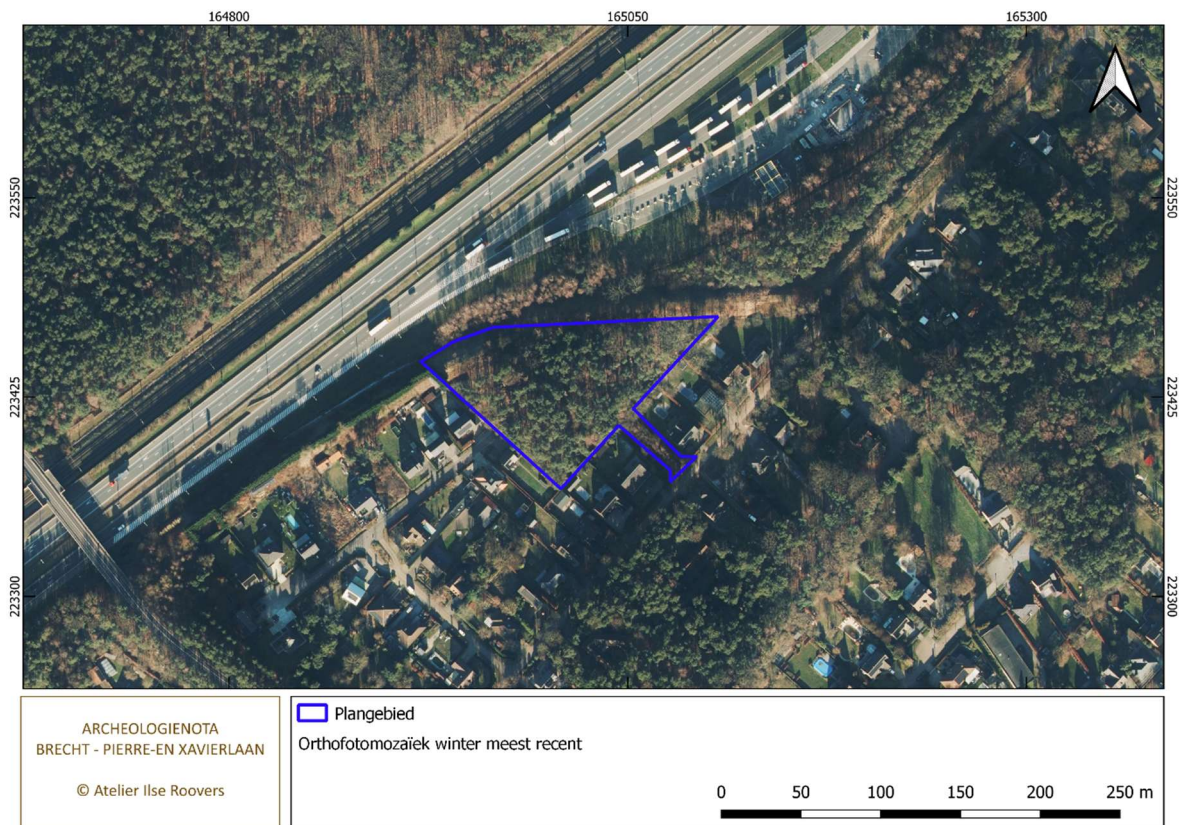 164800 165050 165300
223550 223550
223425 223425
223300 223300
ARCHEOLOGIENOTA
BRECHT - PIERRE-EN XAVIERLAAN
© Atelier Ilse Roovers
Plangebied
Orthofotomozaïek winter meest recent
0 50 100 150 200 250 m